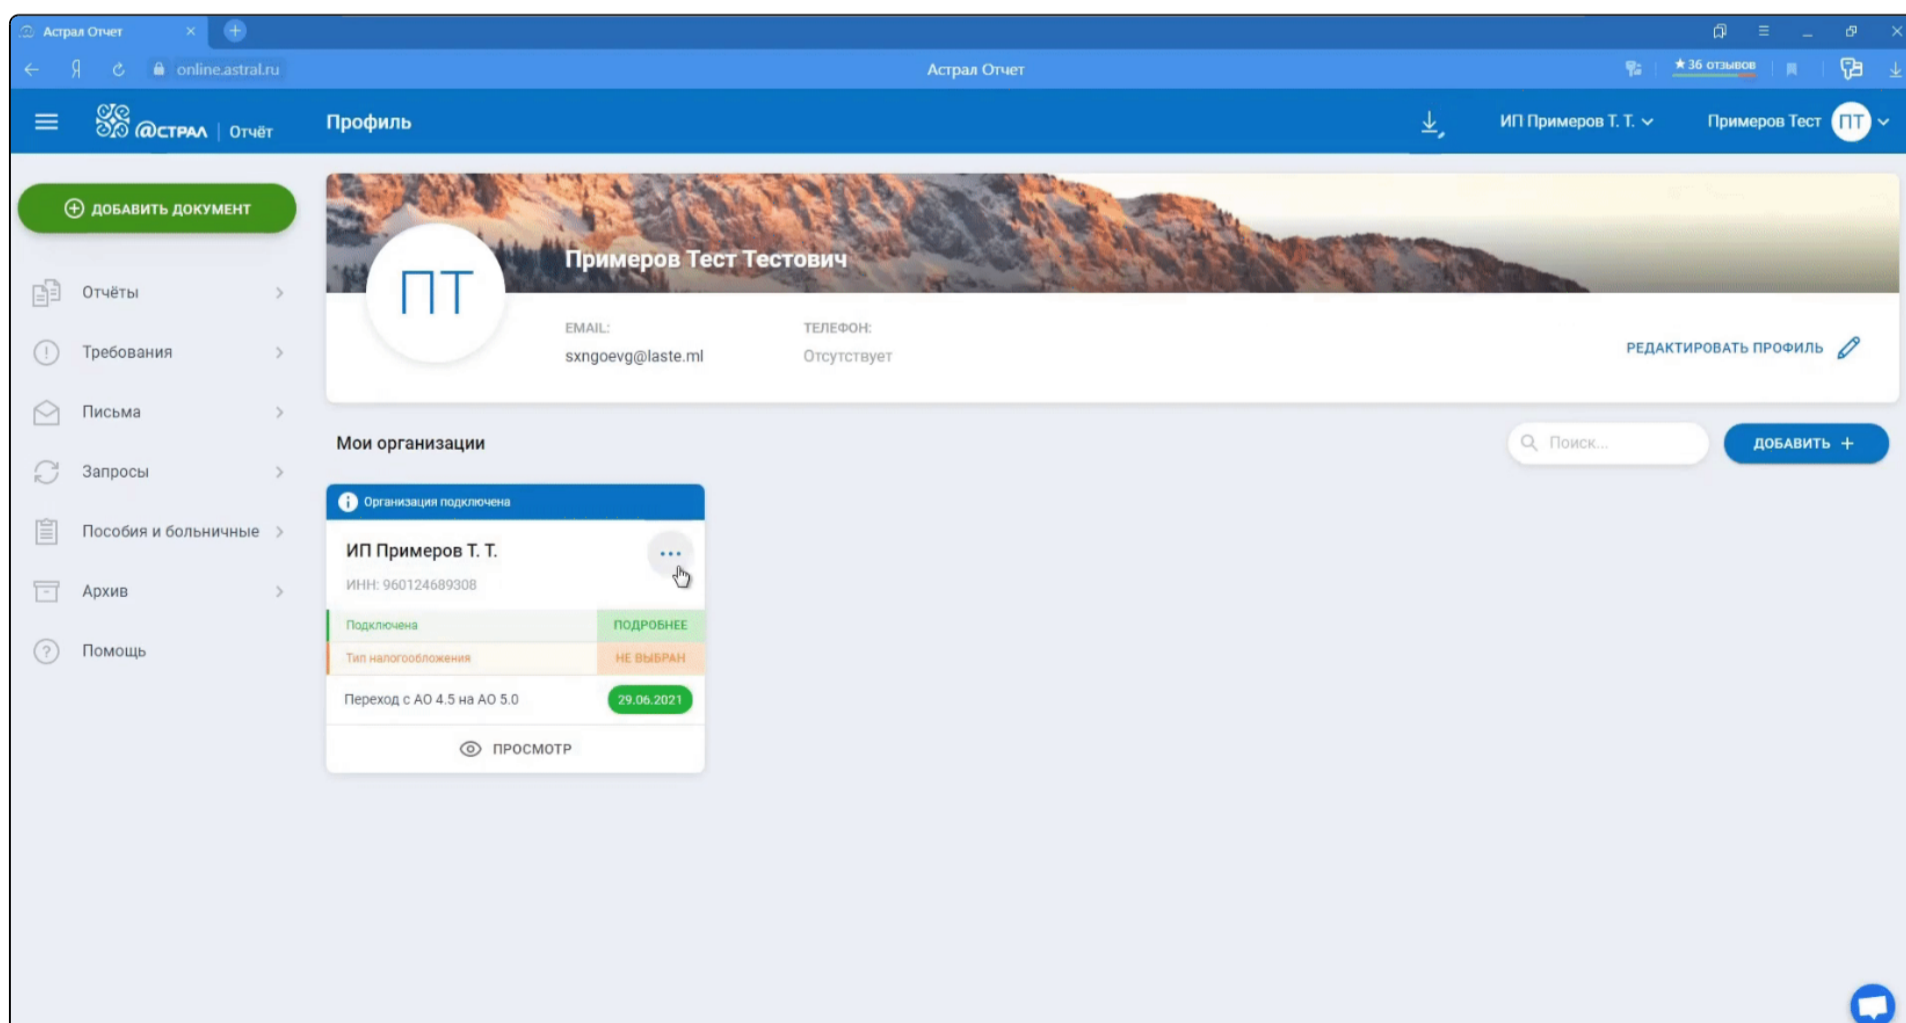 Астрал Отчет
Я online.astral.ru Астрал Отчет ★36 отзывов
@СТРАЛ | Отчёт Профиль ИП Примеров Т. Т. Примеров Тест ПТ
ДОБАВИТЬ ДОКУМЕНТ
Отчёты
Требования
Письма
Запросы
Пособия и больничные
Архив
Помощь
ПТ
Примеров Тест Тестович
EMAIL: ТЕЛЕФОН:
sxngoevg@laste.ml Отсутствует
РЕДАКТИРОВАТЬ ПРОФИЛЬ
Мои организации Поиск... ДОБАВИТЬ +
Организация подключена
ИП Примеров Т. Т.
ИНН: 960124689308
Подключена ПОДРОБНЕЕ
Тип налогообложения НЕ ВЫБРАН
Переход с АО 4.5 на АО 5.0 29.06.2021
ПРОСМОТР